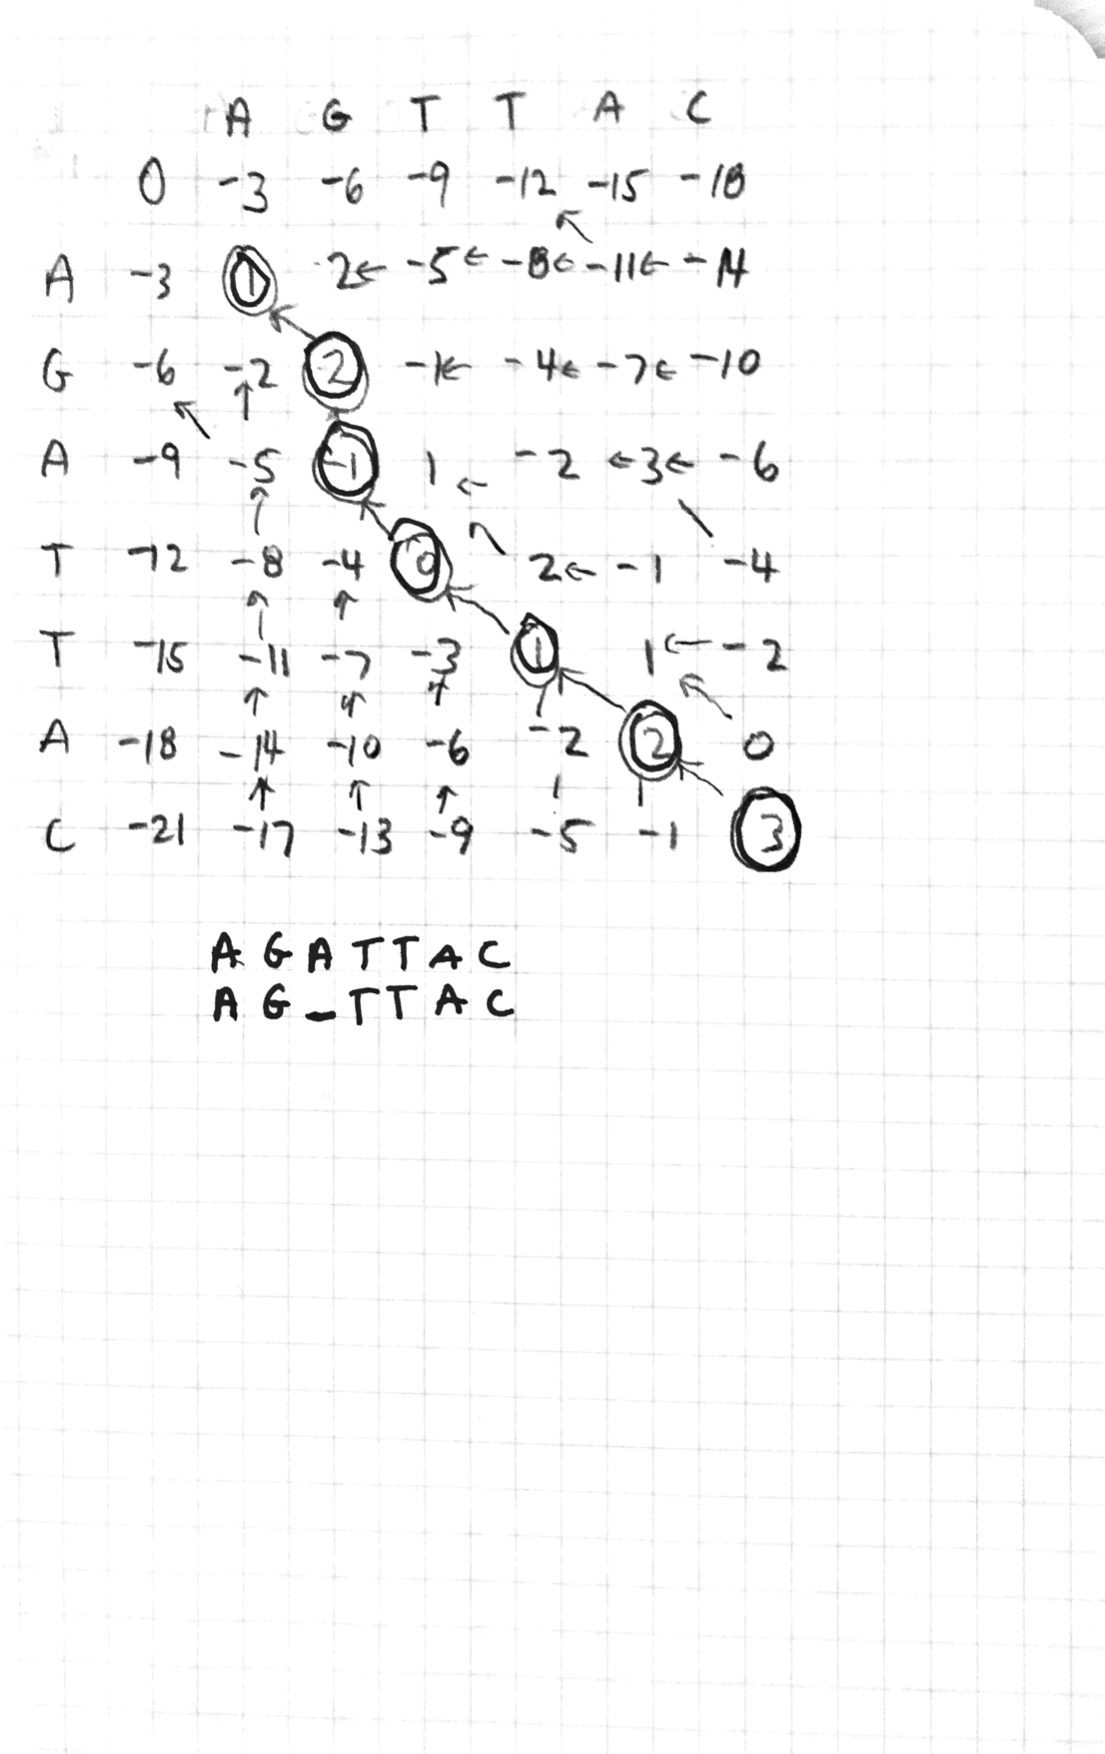 A G T T A C
0 -3 -6 -9 -12 -15 -18
A -3 1 -2 ← -5 ← -8 ← -11 ← -14
G -6 -2 2 -1 ← -4 ← -7 ← -10
A -9 -5 -1 1 ← -2 ← 3 ← -6
T -12 -8 -4 0 2 ← -1 -4
T -15 -11 -7 -3 1 1 ← -2
A -18 -14 -10 -6 -2 2 0
C -21 -17 -13 -9 -5 -1 3
A G A T T A C
A G _ T T A C